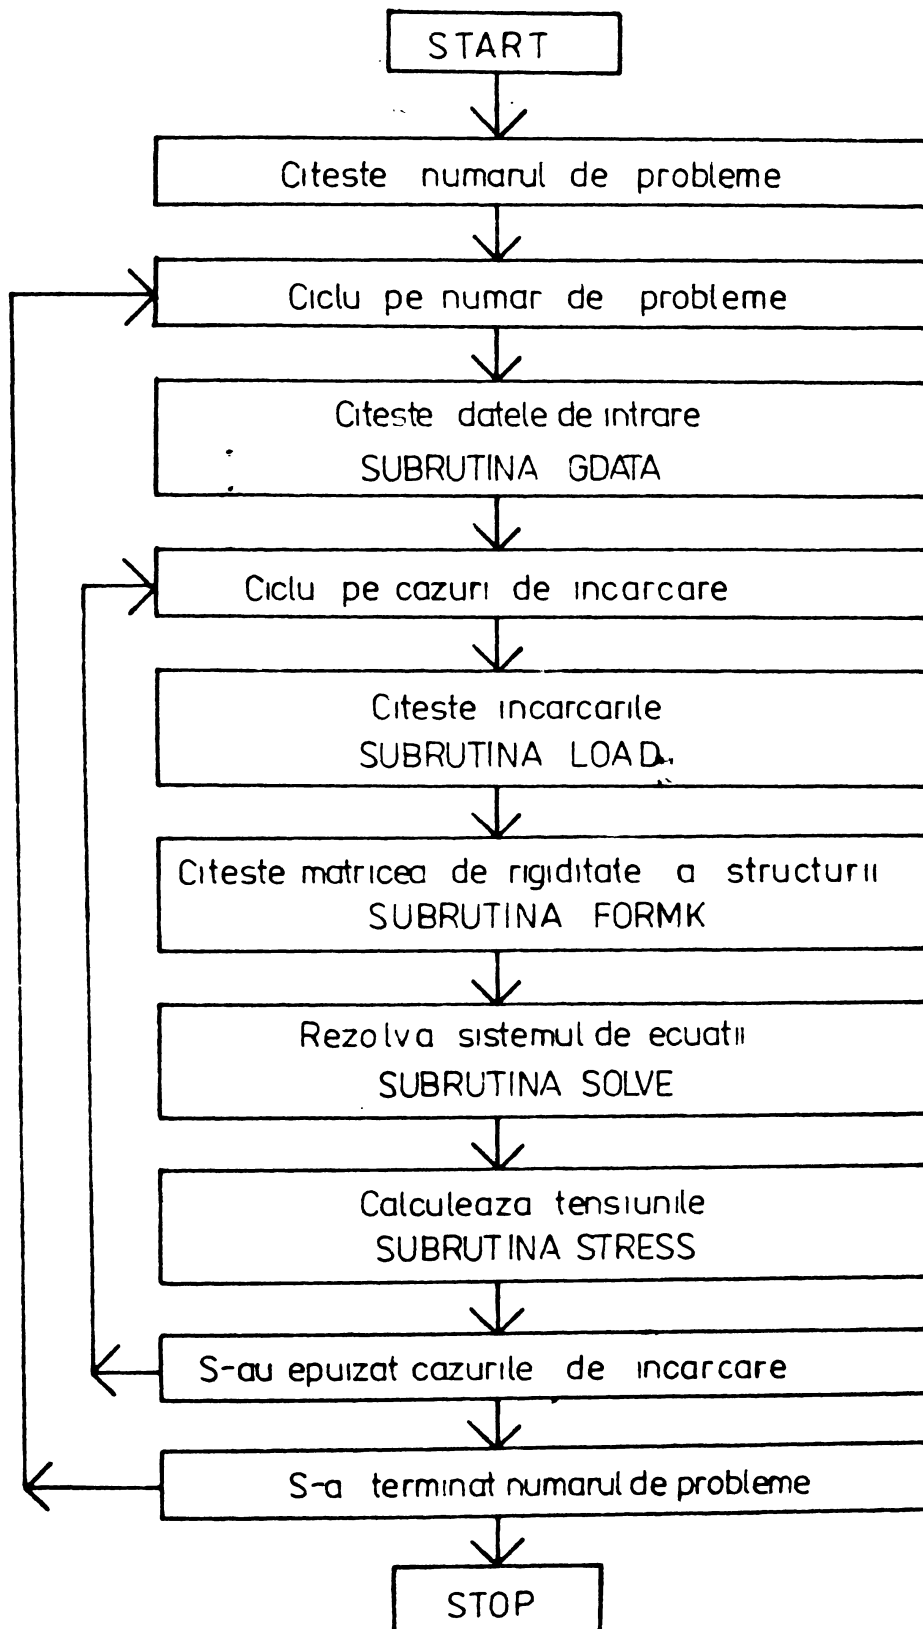 START
Citeste numarul de probleme
Ciclu pe numar de probleme
Citeste datele de intrare
SUBRUTINA GDATA
Ciclu pe cazuri de incarcare
Citeste incarcarile
SUBRUTINA LOAD
Citeste matricea de rigiditate a structurii
SUBRUTINA FORMK
Rezolva sistemul de ecuatii
SUBRUTINA SOLVE
Calculeaza tensiunile
SUBRUTINA STRESS
S-au epuizat cazurile de incarcare
S-a terminat numarul de probleme
STOP